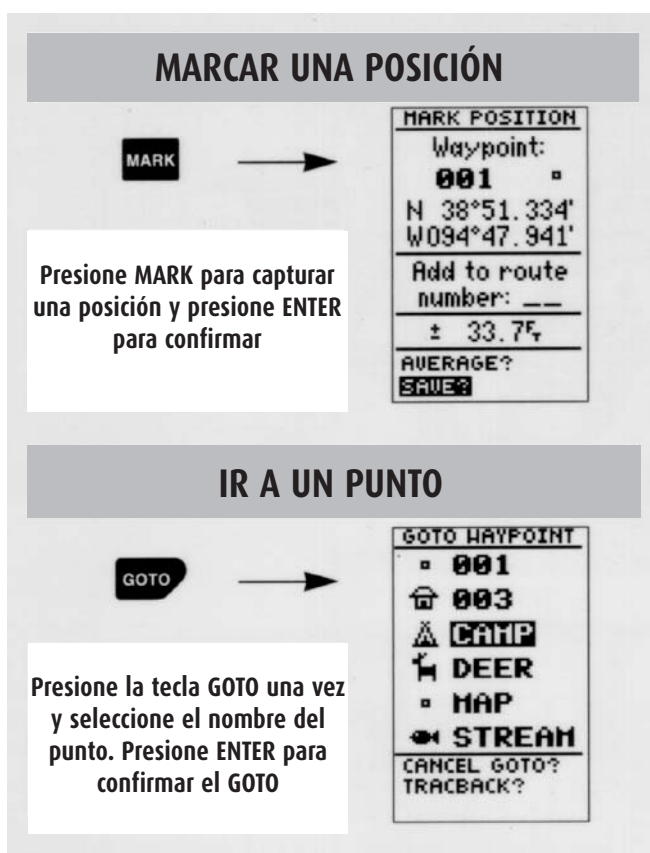 MARCAR UNA POSICIÓN
MARK
Presione MARK para capturar
una posición y presione ENTER
para confirmar
MARK POSITION
Waypoint:
001
N 38°51.334'
W094°47.941'
Add to route
number: __
± 33.7FT
AVERAGE?
SAVE?
IR A UN PUNTO
GOTO
Presione la tecla GOTO una vez
y seleccione el nombre del
punto. Presione ENTER para
confirmar el GOTO
GOTO WAYPOINT
001
003
CAMP
DEER
MAP
STREAM
CANCEL GOTO?
TRACBACK?